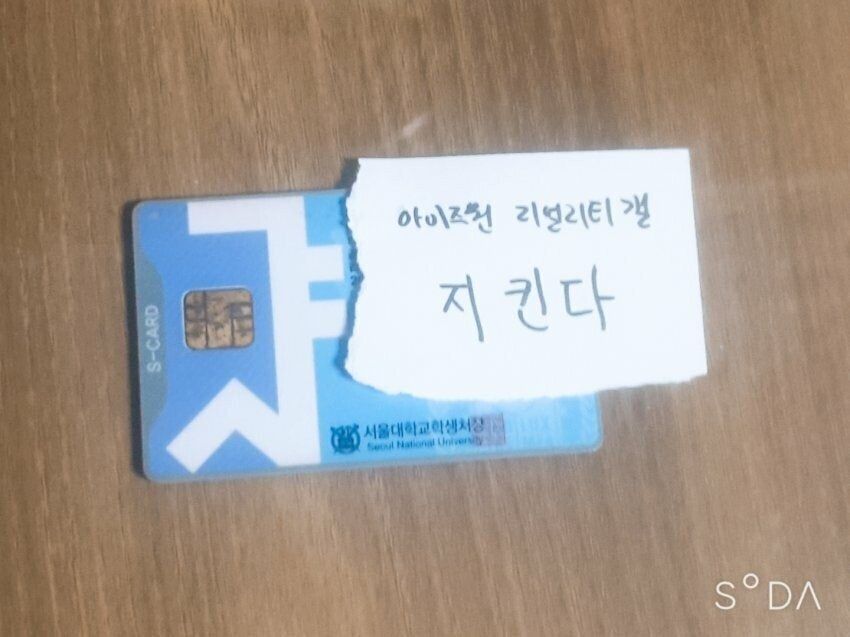 아이즈원 리얼리티 갤
지킨다
S-CARD
서울대학교학생처장
Seoul National University
SODA